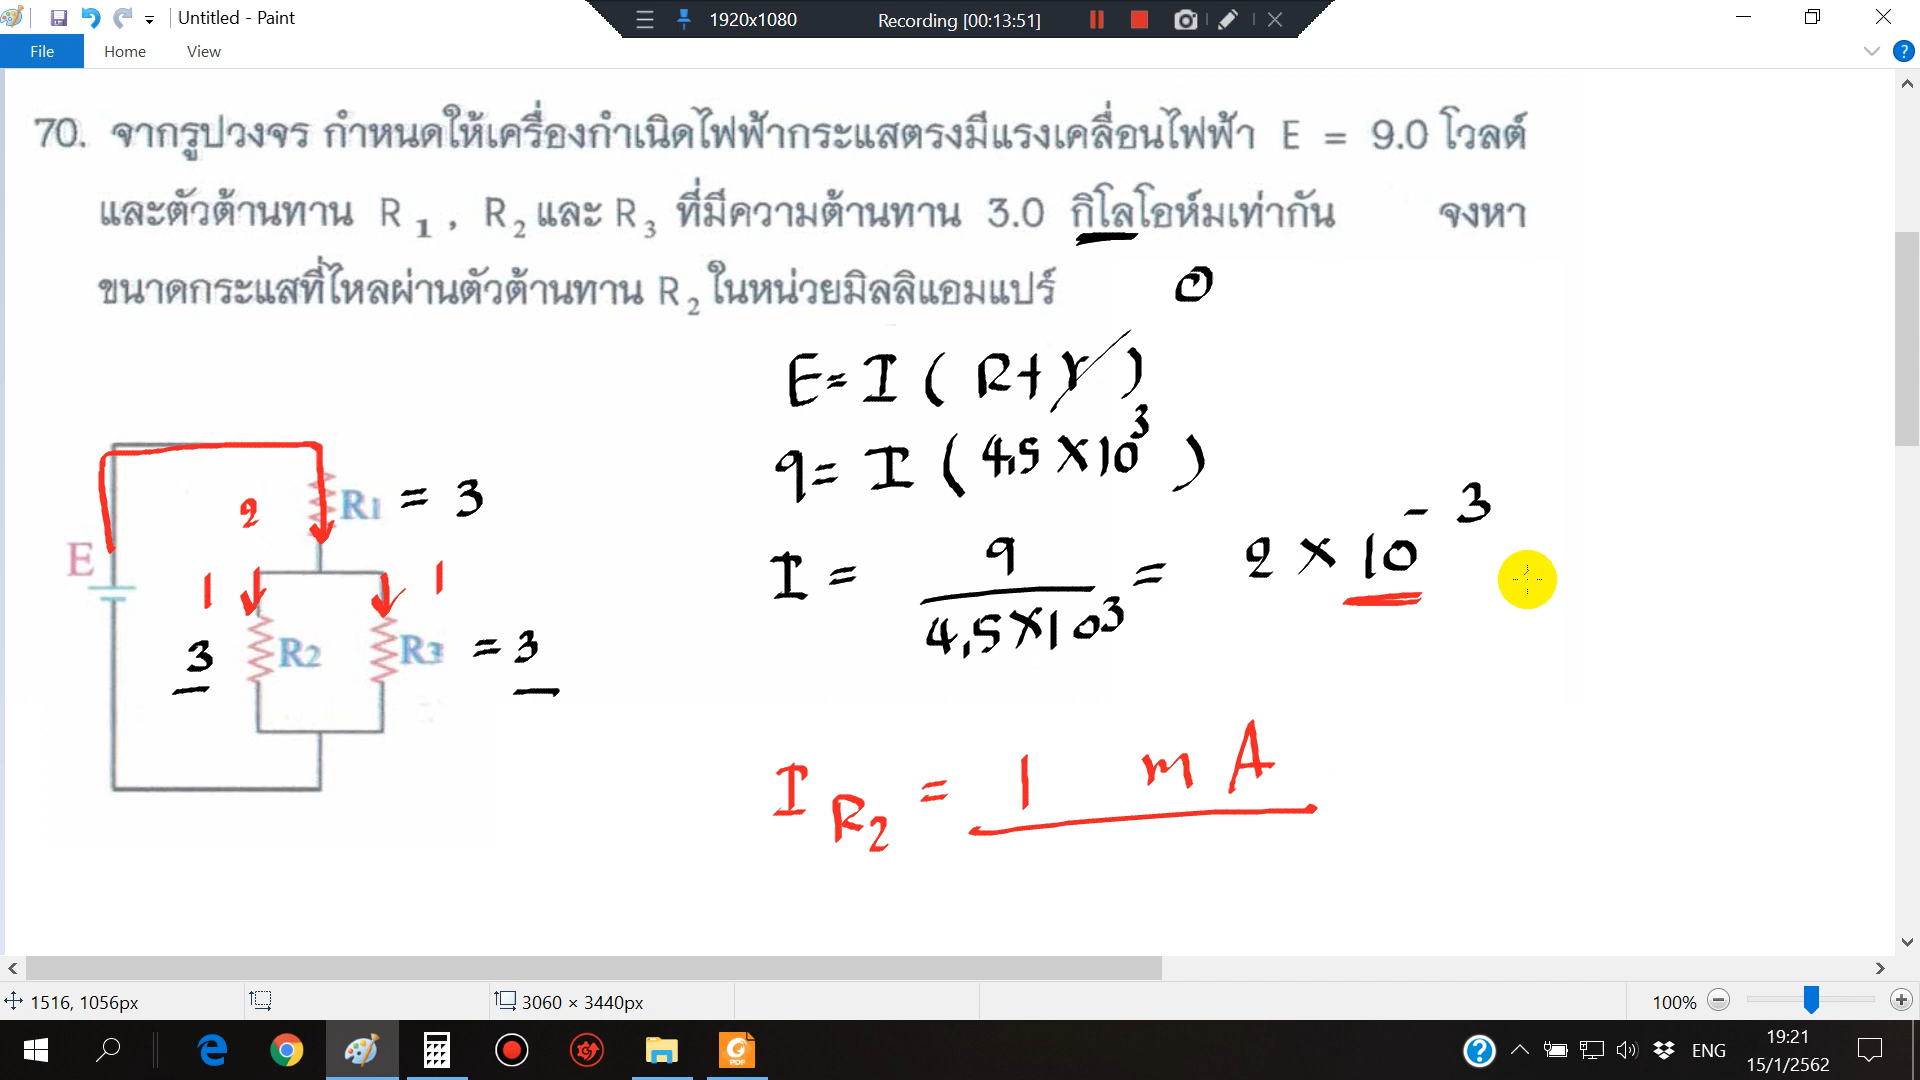 Untitled - Paint
1920x1080
Recording [00:13:51]
File Home View
70. จากรูปวงจร กำหนดให้เครื่องกำเนิดไฟฟ้ากระแสตรงมีแรงเคลื่อนไฟฟ้า E = 9.0 โวลต์
และตัวต้านทาน R1, R2 และ R3 ที่มีความต้านทาน 3.0 กิโลโอห์มเท่ากัน จงหา
ขนาดกระแสที่ไหลผ่านตัวต้านทาน R2 ในหน่วยมิลลิแอมแปร์
0
E = I ( R + r )
9 = I ( 4,5 × 10^3 )
I = 9 / 4,5 × 10^3 = 2 × 10^-3
I R2 = 1 mA
2
R1 = 3
E
1
1
3
R2
R3 = 3
1516, 1056px
3060 × 3440px
100%
PDF
ENG
19:21
15/1/2562